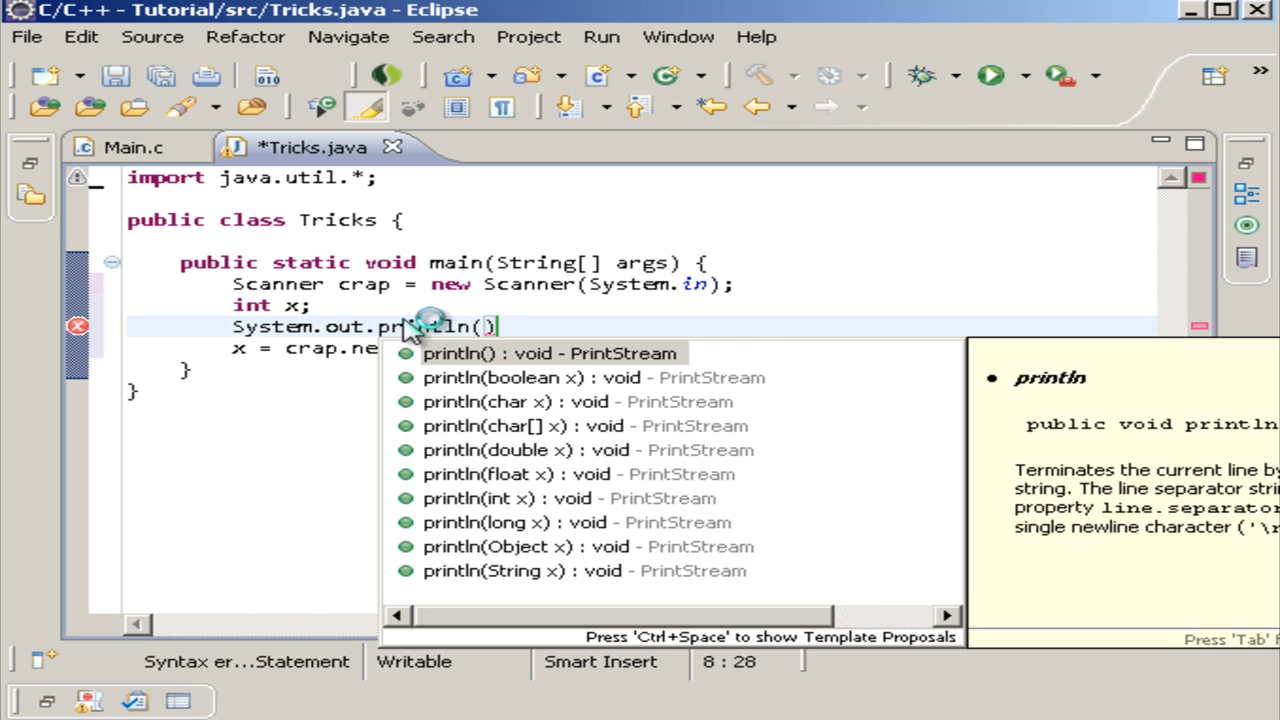 C/C++ - Tutorial/src/Tricks.java - Eclipse
File Edit Source Refactor Navigate Search Project Run Window Help
010
Main.c *Tricks.java
import java.util.*;
public class Tricks {
public static void main(String[] args) {
Scanner crap = new Scanner(System.in);
int x;
System.out.println()
x = crap.ne
}
}
println() : void - PrintStream
println(boolean x) : void - PrintStream
println(char x) : void - PrintStream
println(char[] x) : void - PrintStream
println(double x) : void - PrintStream
println(float x) : void - PrintStream
println(int x) : void - PrintStream
println(long x) : void - PrintStream
println(Object x) : void - PrintStream
println(String x) : void - PrintStream
Press 'Ctrl+Space' to show Template Proposals
println
public void println
Terminates the current line by
string. The line separator stri
property line.separator
single newline character ('\n
Press 'Tab' f
Syntax er...Statement Writable Smart Insert 8 : 28